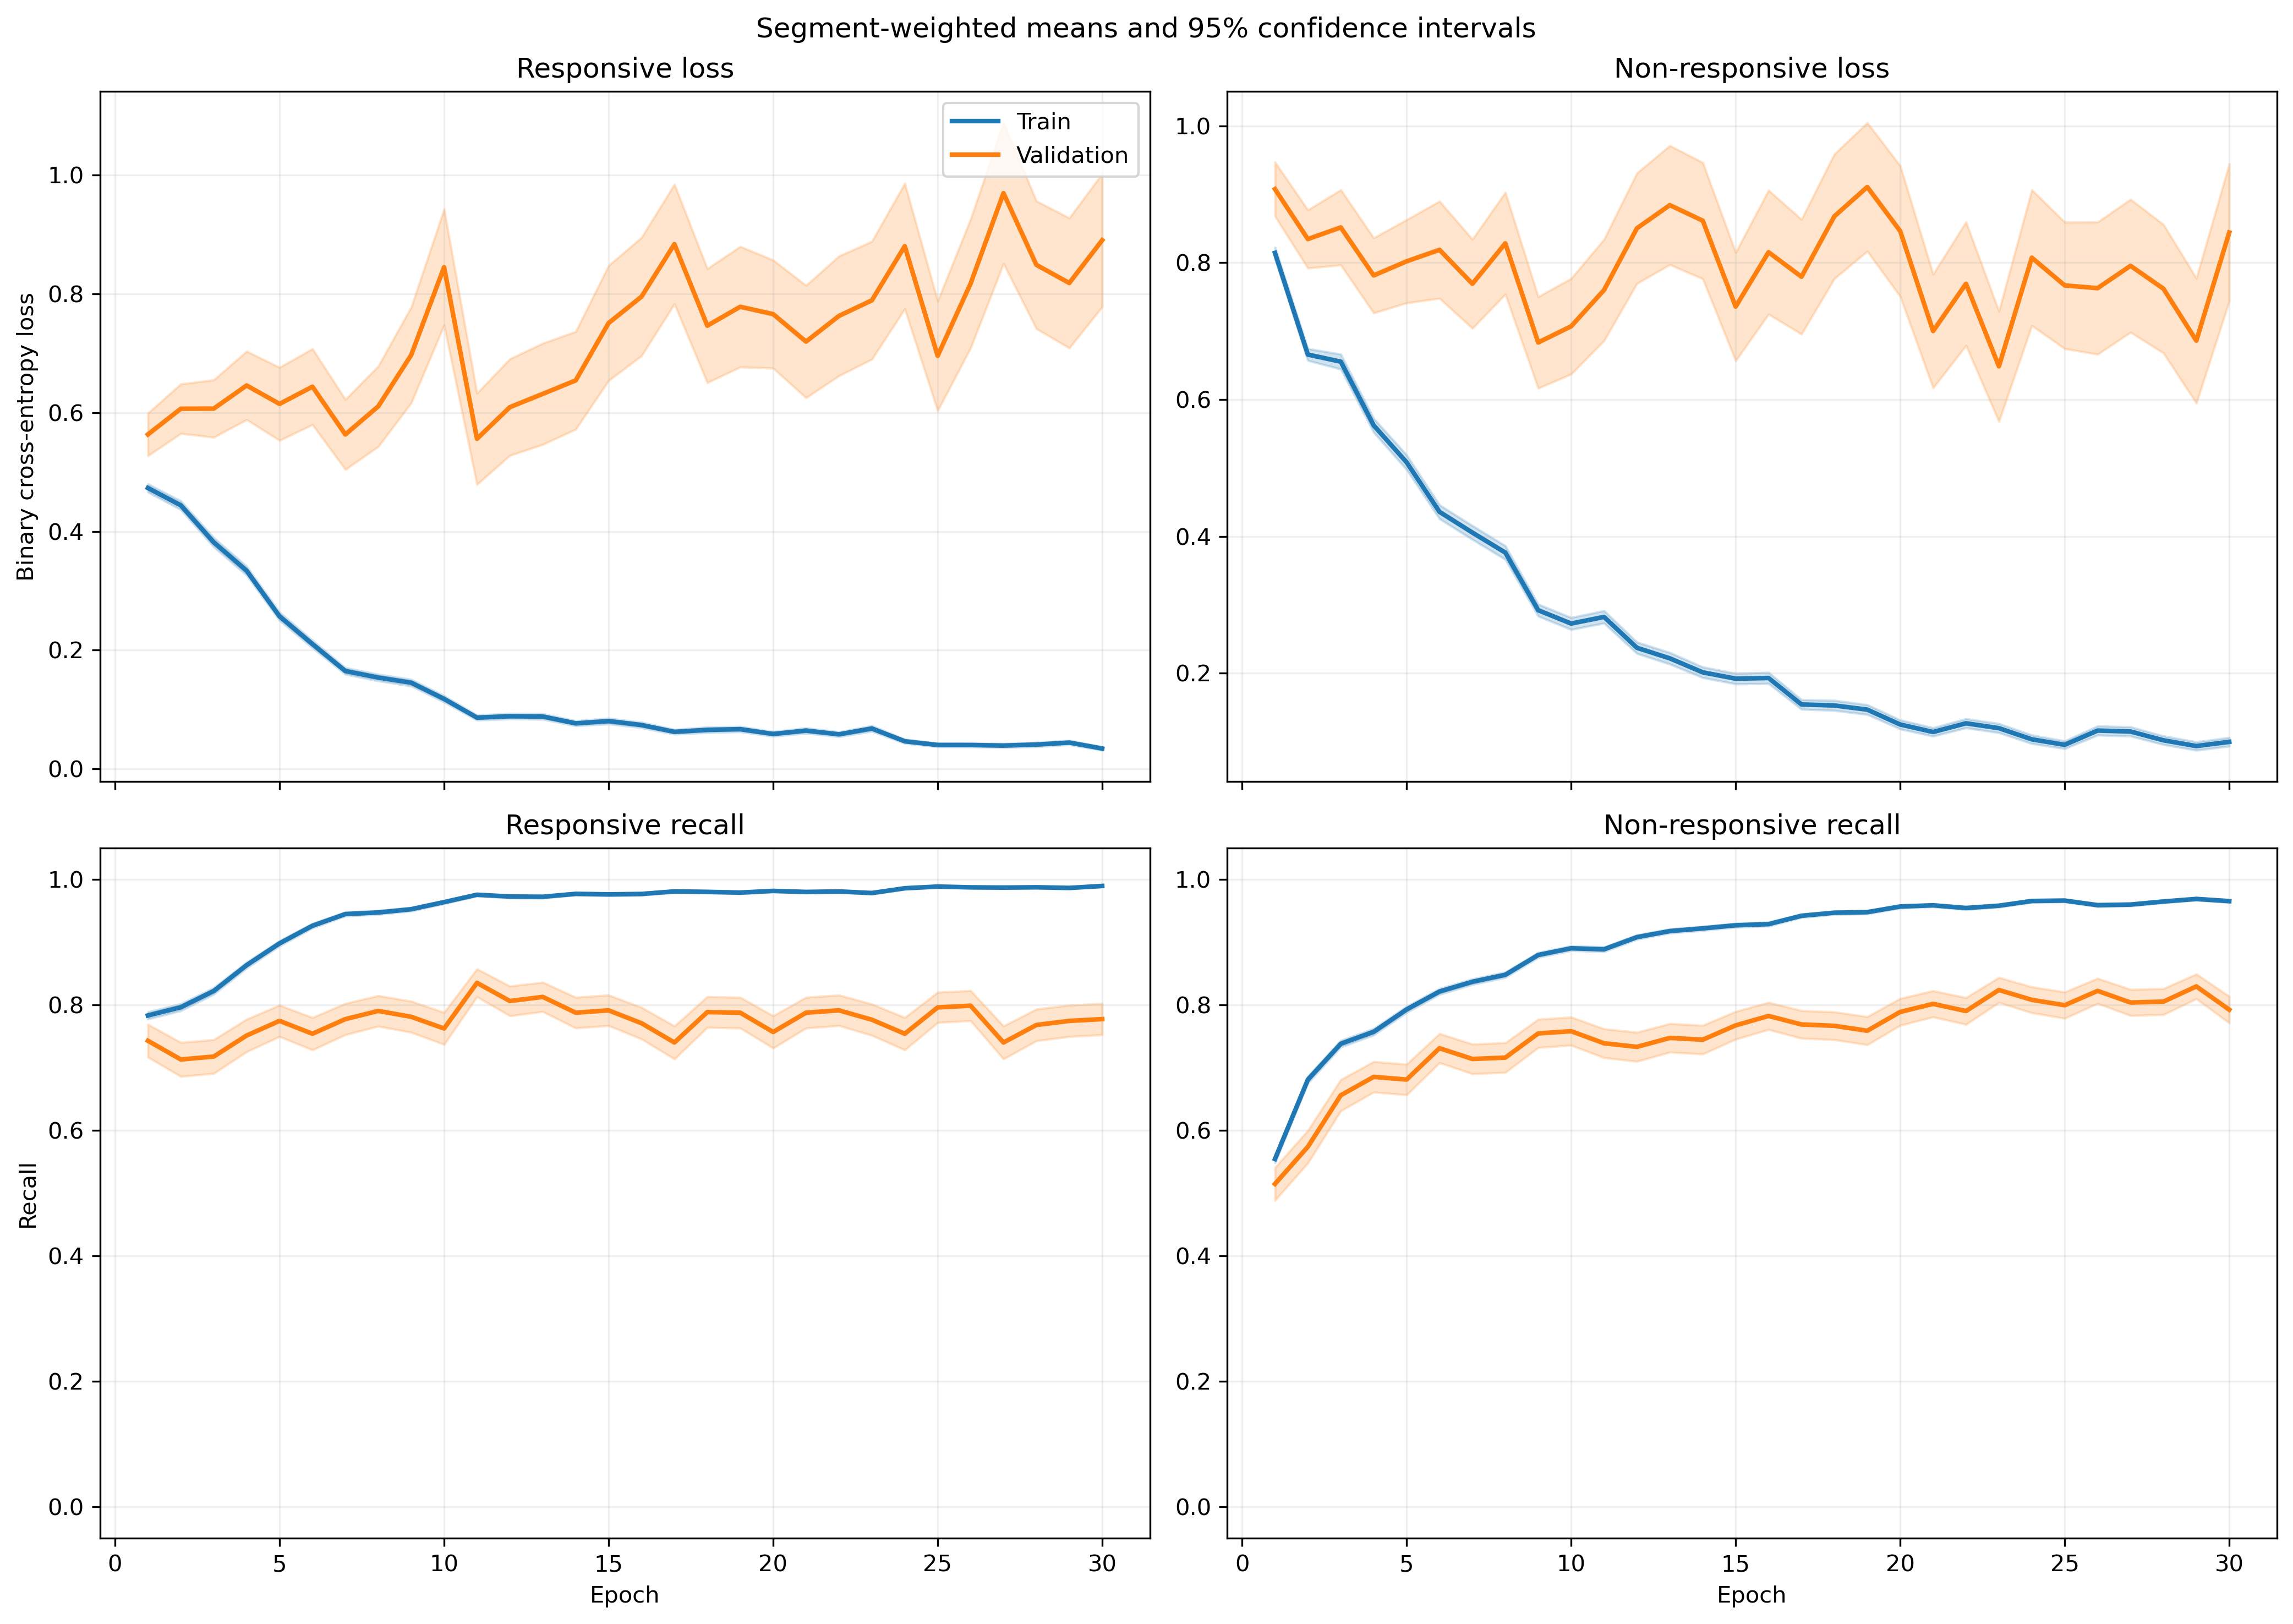 Segment-weighted means and 95% confidence intervals
Responsive loss
Non-responsive loss
Train
Validation
Binary cross-entropy loss
1.0
0.8
0.6
0.4
0.2
0.0
1.0
0.8
0.6
0.4
0.2
Responsive recall
Non-responsive recall
Recall
1.0
0.8
0.6
0.4
0.2
0.0
0 5 10 15 20 25 30
Epoch
1.0
0.8
0.6
0.4
0.2
0.0
0 5 10 15 20 25 30
Epoch